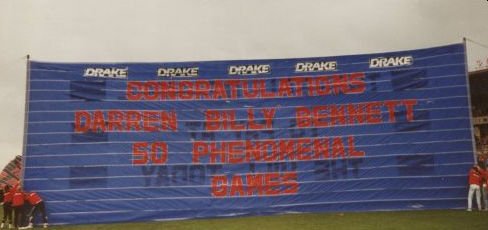 DRAKE DRAKE DRAKE DRAKE DRAKE
CONGRATULATIONS
DARREN BILLY BENNETT
50 PHENOMENAL
GAMES